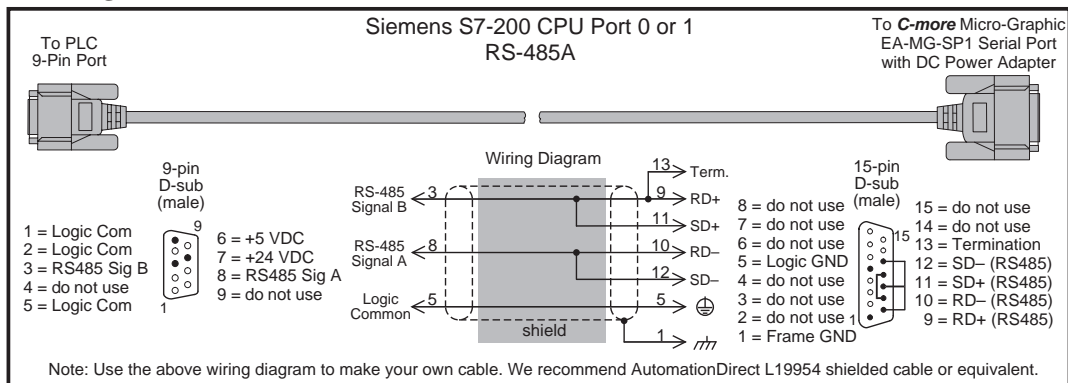 Siemens S7-200 CPU Port 0 or 1
RS-485A
To PLC
9-Pin Port
To C-more Micro-Graphic
EA-MG-SP1 Serial Port
with DC Power Adapter
9-pin
D-sub
(male)
9
1
1 = Logic Com
2 = Logic Com
3 = RS485 Sig B
4 = do not use
5 = Logic Com
6 = +5 VDC
7 = +24 VDC
8 = RS485 Sig A
9 = do not use
Wiring Diagram
RS-485
Signal B
3
RS-485
Signal A
8
Logic
Common
5
shield
13 Term.
9 RD+
11 SD+
10 RD–
12 SD–
5
1
8 = do not use
7 = do not use
6 = do not use
5 = Logic GND
4 = do not use
3 = do not use
2 = do not use
1 = Frame GND
15-pin
D-sub
(male)
15
1
15 = do not use
14 = do not use
13 = Termination
12 = SD– (RS485)
11 = SD+ (RS485)
10 = RD– (RS485)
9 = RD+ (RS485)
Note: Use the above wiring diagram to make your own cable. We recommend AutomationDirect L19954 shielded cable or equivalent.